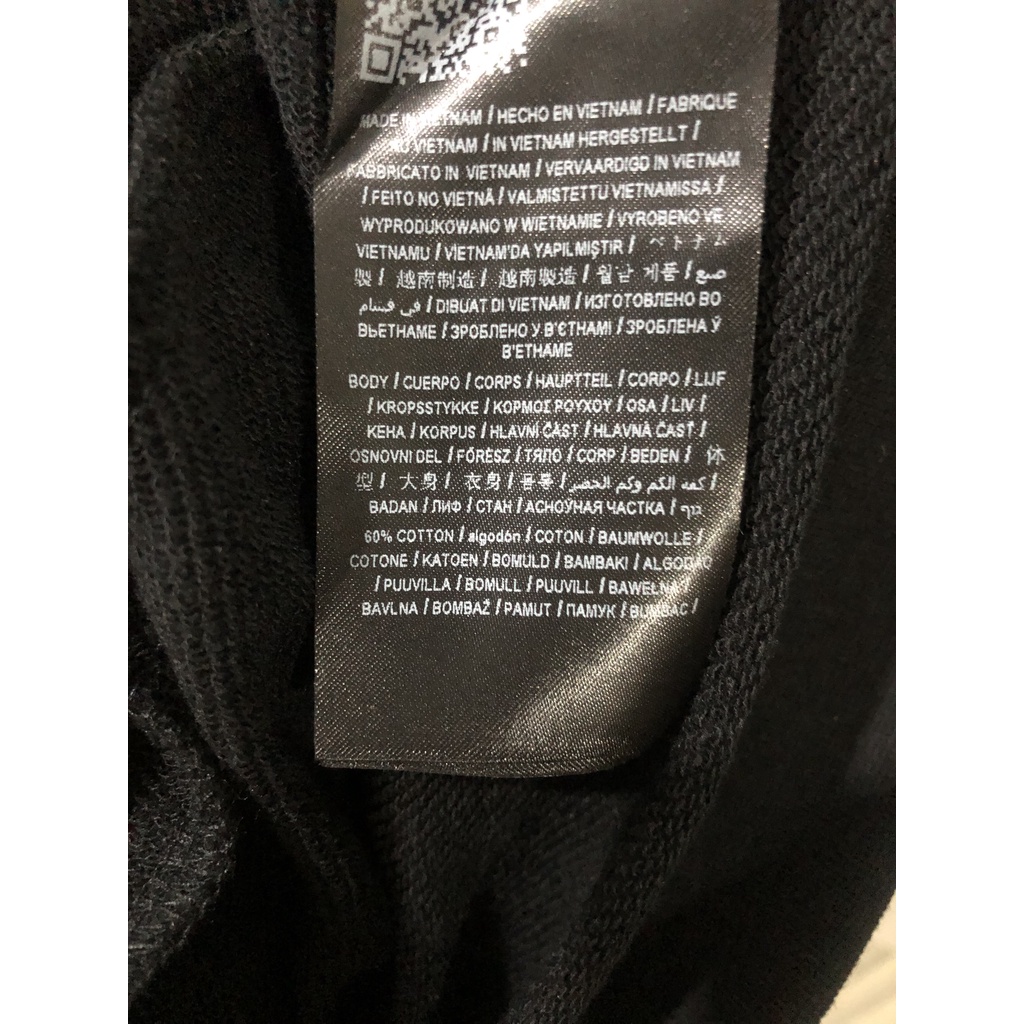 MADE IN VIETNAM / HECHO EN VIETNAM / FABRIQUE
AU VIETNAM / IN VIETNAM HERGESTELLT /
FABBRICATO IN VIETNAM / VERVAARDIGD IN VIETNAM
/ FEITO NO VIETNÃ / VALMISTETTU VIETNAMISSA /
WYPRODUKOWANO W WIETNAMIE / VYROBENO VE
VIETNAMU / VIETNAM'DA YAPILMIŞTIR / ベトナム
製 / 越南制造 / 越南製造 / 월남 제품 / صنع
في فيتنام / DIBUAT DI VIETNAM / ИЗГОТОВЛЕНО ВО
ВЬЕТНАМЕ / ЗРОБЛЕНО У В'ЄТНАМІ / ЗРОБЛЕНА Ў
В'ЕТНАМЕ
BODY / CUERPO / CORPS / HAUPTTEIL / CORPO / LIJF
/ KROPSSTYKKE / ΚΟΡΜΟΣ ΡΟΥΧΟΥ / OSA / LIV /
KEHA / KORPUS / HLAVNÍ ČÁST / HLAVNÁ ČASŤ /
OSNOVNI DEL / FŐRÉSZ / ТЯЛО / CORP / BEDEN / 体
型 / 大身 / 衣身 / 몸통 / كفه الكم وكم الخصر /
BADAN / ЛИФ / СТАН / АСНОЎНАЯ ЧАСТКА / גוף
60% COTTON / algodón / COTON / BAUMWOLLE /
COTONE / KATOEN / BOMULD / BAMBAKI / ALGODÃO
/ PUUVILLA / BOMULL / PUUVILL / BAWEŁNA
BAVLNA / BOMBAŽ / PAMUT / ПАМУК / BUMBAC /